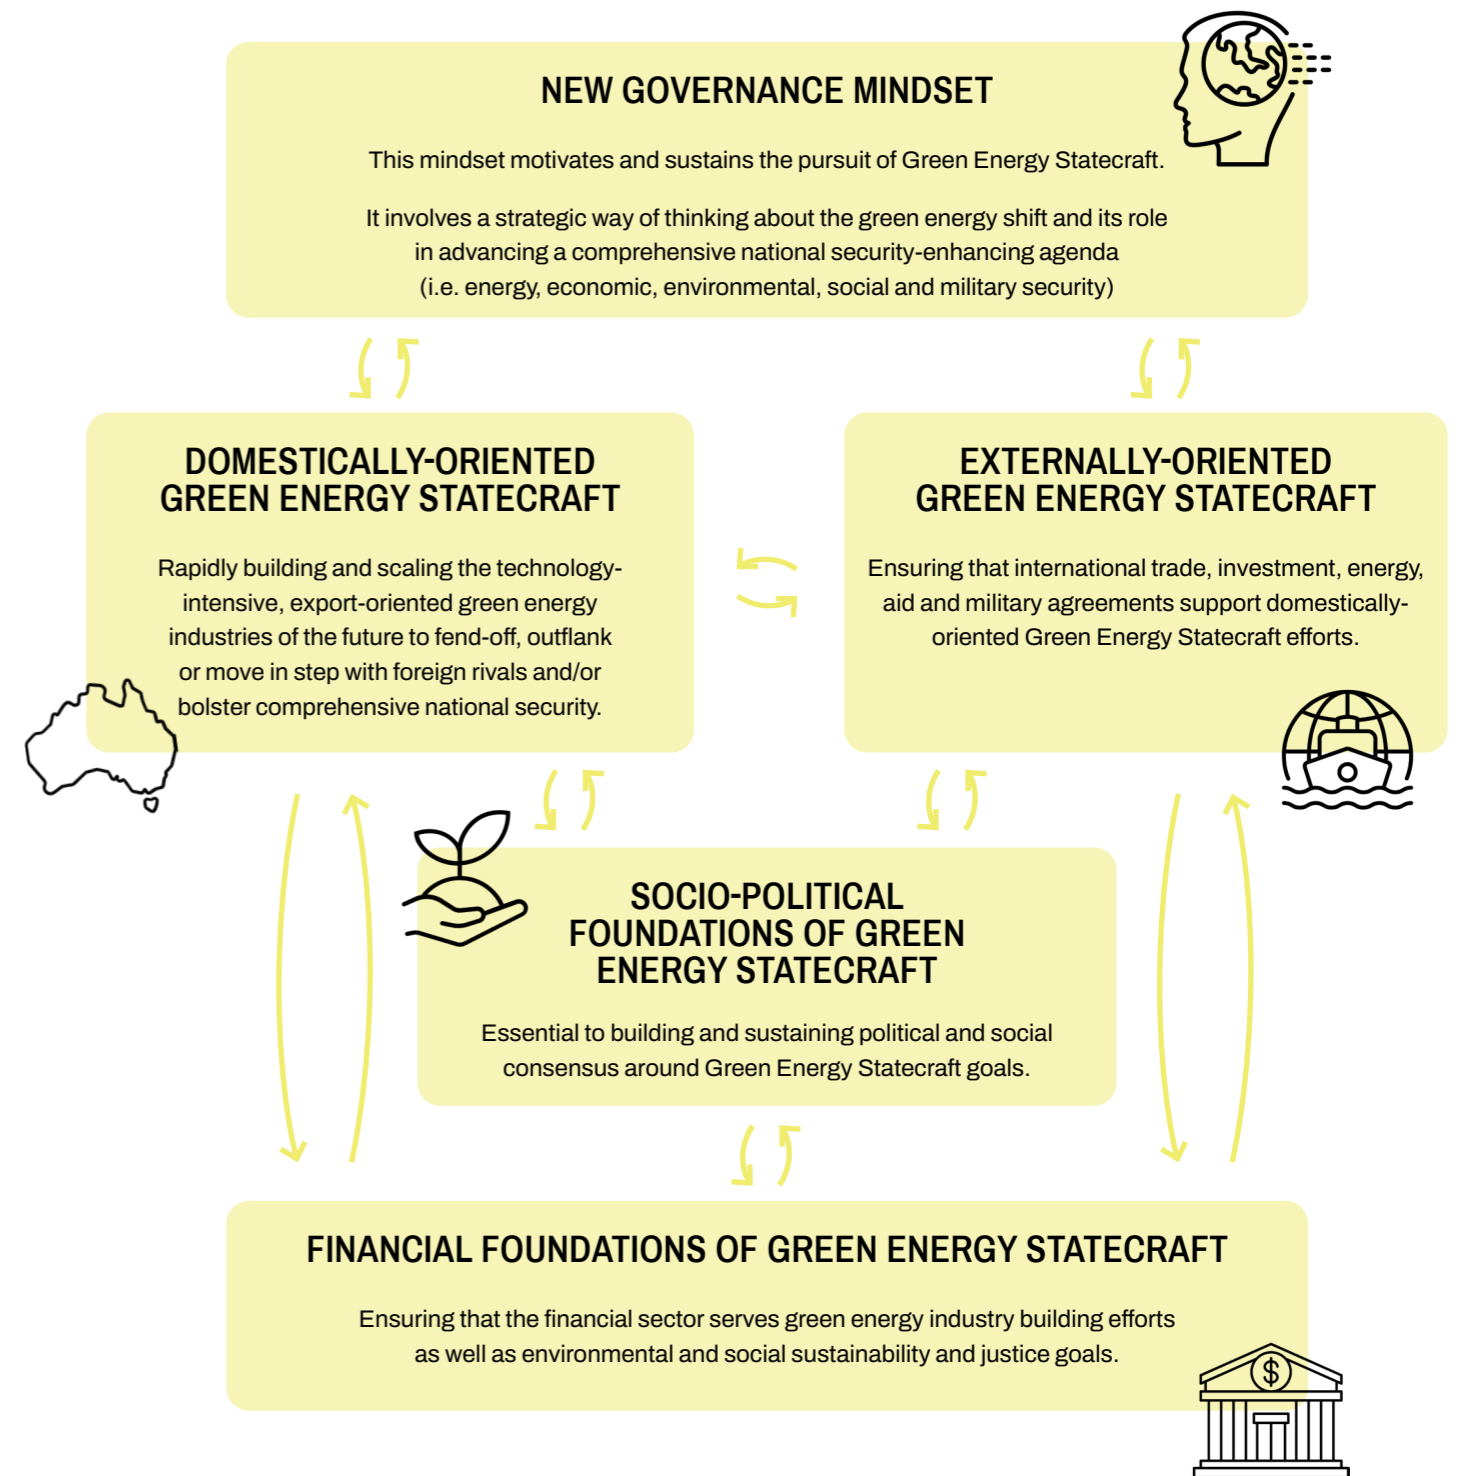 NEW GOVERNANCE MINDSET
This mindset motivates and sustains the pursuit of Green Energy Statecraft.
It involves a strategic way of thinking about the green energy shift and its role
in advancing a comprehensive national security-enhancing agenda
(i.e. energy, economic, environmental, social and military security)
DOMESTICALLY-ORIENTED
GREEN ENERGY STATECRAFT
Rapidly building and scaling the technology-
intensive, export-oriented green energy
industries of the future to fend-off, outflank
or move in step with foreign rivals and/or
bolster comprehensive national security.
EXTERNALLY-ORIENTED
GREEN ENERGY STATECRAFT
Ensuring that international trade, investment, energy,
aid and military agreements support domestically-
oriented Green Energy Statecraft efforts.
SOCIO-POLITICAL
FOUNDATIONS OF GREEN
ENERGY STATECRAFT
Essential to building and sustaining political and social
consensus around Green Energy Statecraft goals.
FINANCIAL FOUNDATIONS OF GREEN ENERGY STATECRAFT
Ensuring that the financial sector serves green energy industry building efforts
as well as environmental and social sustainability and justice goals.
$